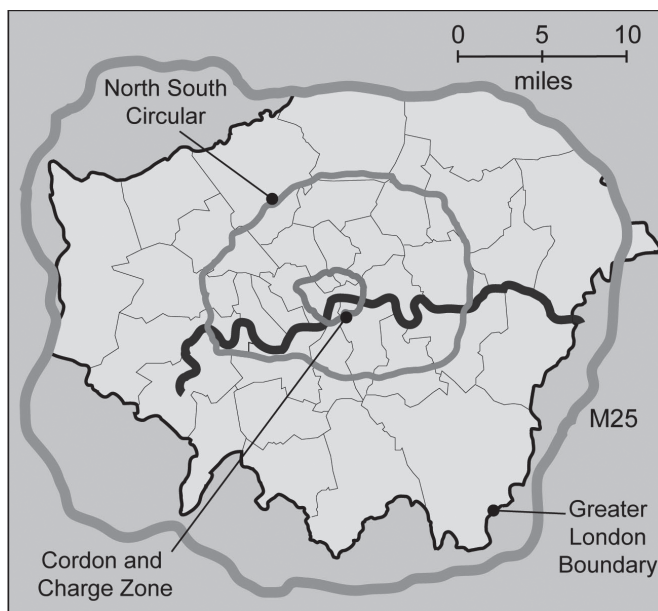 0 5 10
miles
North South
Circular
M25
Greater
London
Boundary
Cordon and
Charge Zone